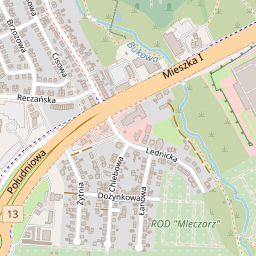 Brzozowa
Cisowa
Bukowa
Mieszka I
Reczańska
Południowa
13
Lednicka
Żytnia
Chlebowa
Dożynkowa
Łanowa
ROD "Mleczarz"